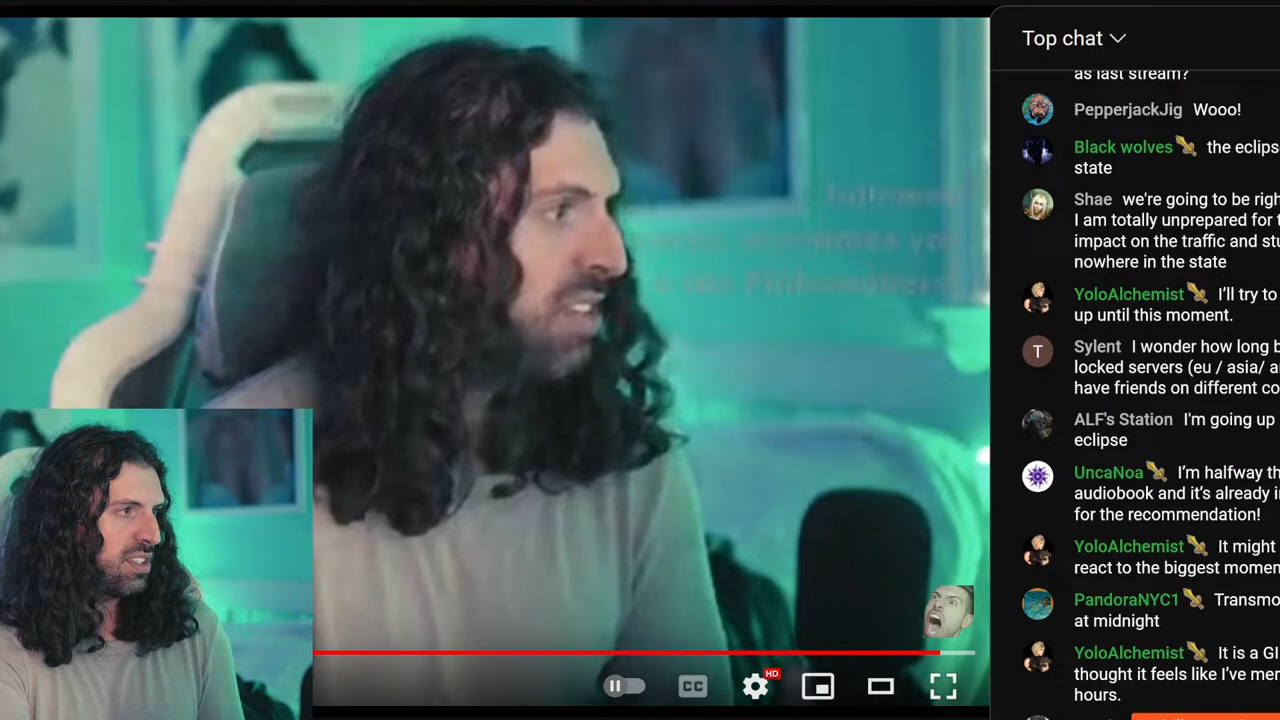 Top chat
as last stream?
PepperjackJig Wooo!
Black wolves the eclips
state
Shae we're going to be righ
I am totally unprepared for t
impact on the traffic and stu
nowhere in the state
YoloAlchemist I'll try to
up until this moment.
T Sylent I wonder how long b
locked servers (eu / asia/ a
have friends on different co
ALF's Station I'm going up
eclipse
UncaNoa I'm halfway th
audiobook and it's already i
for the recommendation!
YoloAlchemist It might
react to the biggest momen
PandoraNYC1 Transmo
at midnight
YoloAlchemist It is a GI
thought it feels like I've mer
hours.
HD
CC